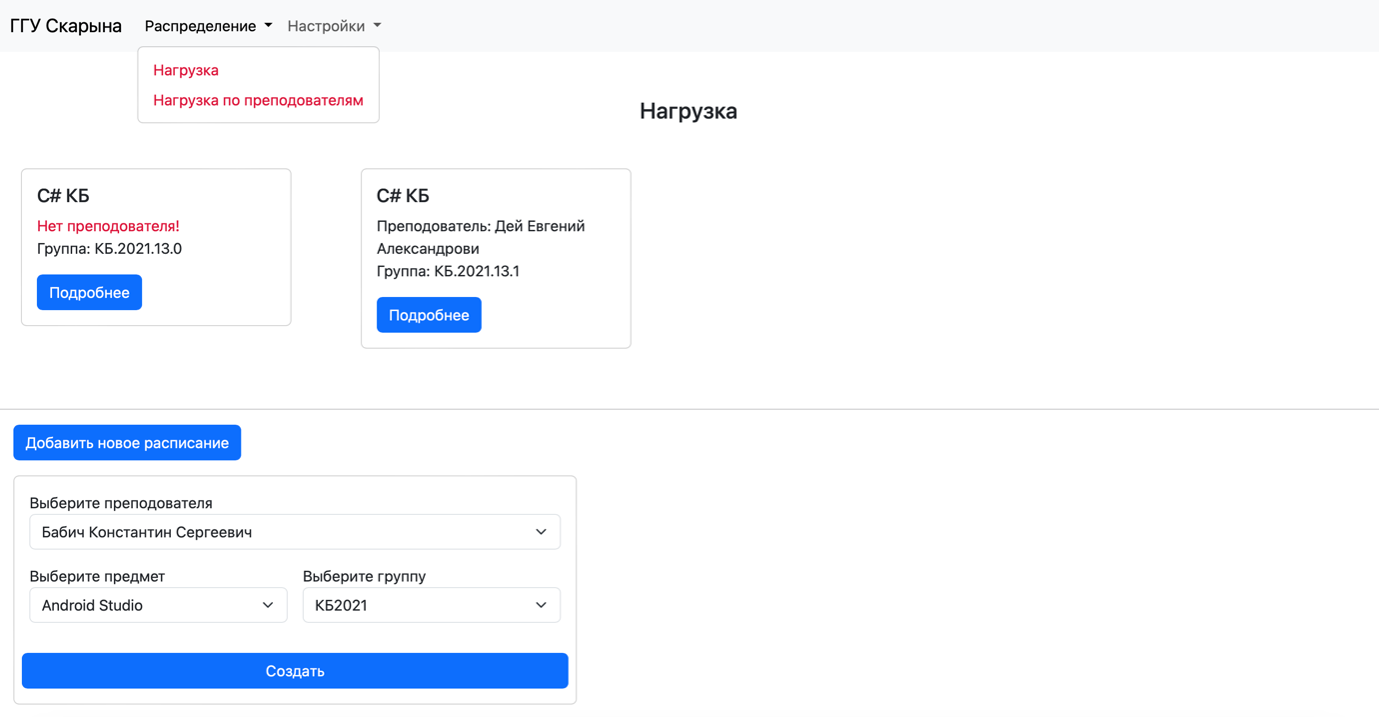 ГГУ Скарына Распределение Настройки
Нагрузка
Нагрузка по преподователям
Нагрузка
C# КБ
Нет преподователя!
Группа: КБ.2021.13.0
Подробнее
C# КБ
Преподователь: Дей Евгений
Александрови
Группа: КБ.2021.13.1
Подробнее
Добавить новое расписание
Выберите преподователя
Бабич Константин Сергеевич
Выберите предмет
Android Studio
Выберите группу
КБ2021
Создать